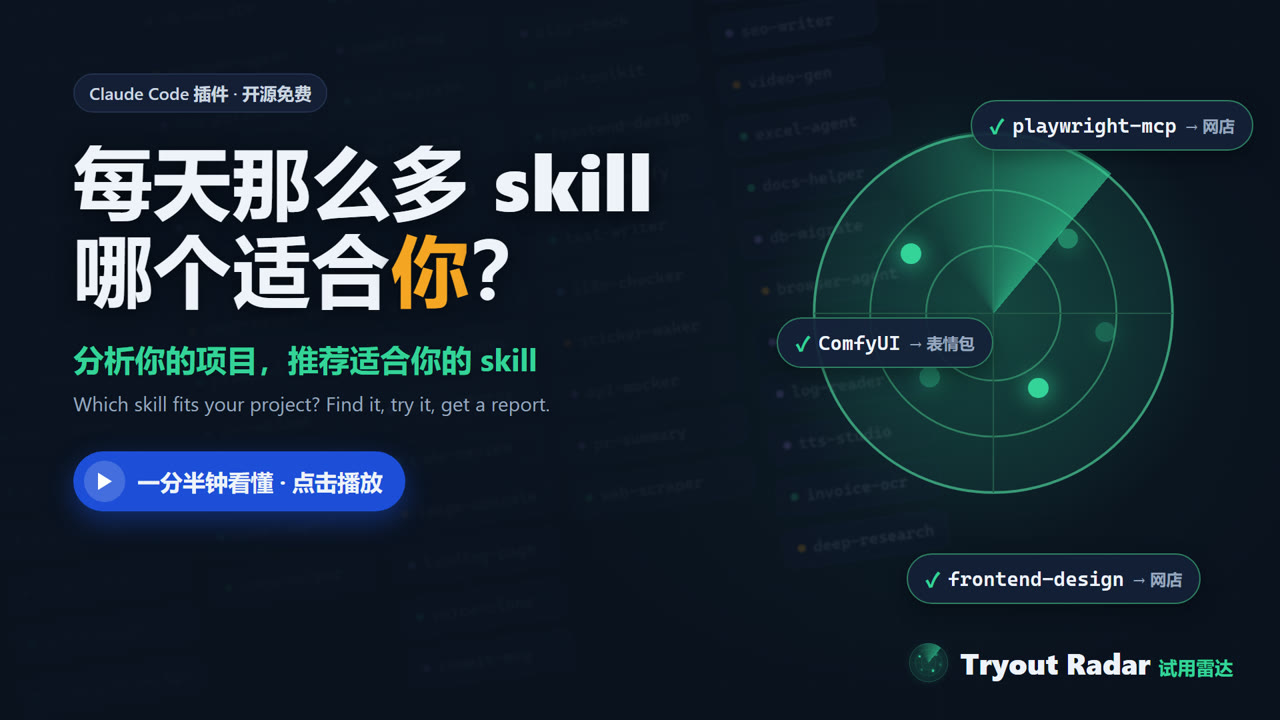 Claude Code 插件 · 开源免费
每天那么多 skill
哪个适合你？
分析你的项目，推荐适合你的 skill
Which skill fits your project? Find it, try it, get a report.
一分半钟看懂 · 点击播放
seo-writer
video-gen
excel-agent
docs-helper
db-migrate
browser-agent
log-reader
tts-studio
invoice-ocr
deep-research
pdf-toolkit
frontend-design
sticker-maker
api-mocker
pr-summary
web-scraper
✓ playwright-mcp → 网店
✓ ComfyUI → 表情包
✓ frontend-design → 网店
Tryout Radar 试用雷达